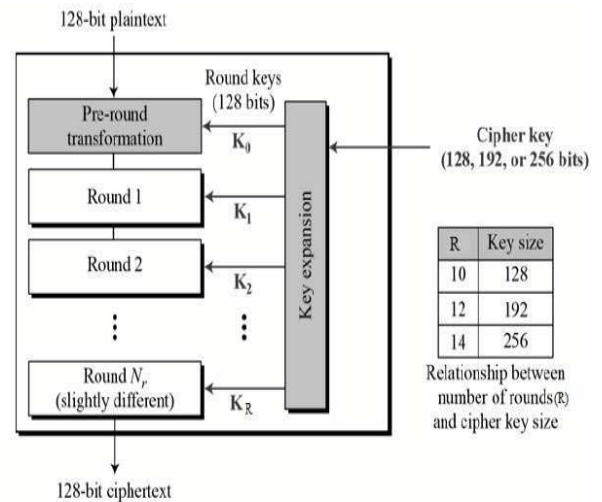 128-bit plaintext
Round keys
(128 bits)
Pre-round
transformation
K0
Cipher key
(128, 192, or 256 bits)
Round 1
K1
Round 2
K2
Key expansion
Round Nr
(slightly different)
KR
128-bit ciphertext
R Key size
10 128
12 192
14 256
Relationship between
number of rounds(R)
and cipher key size